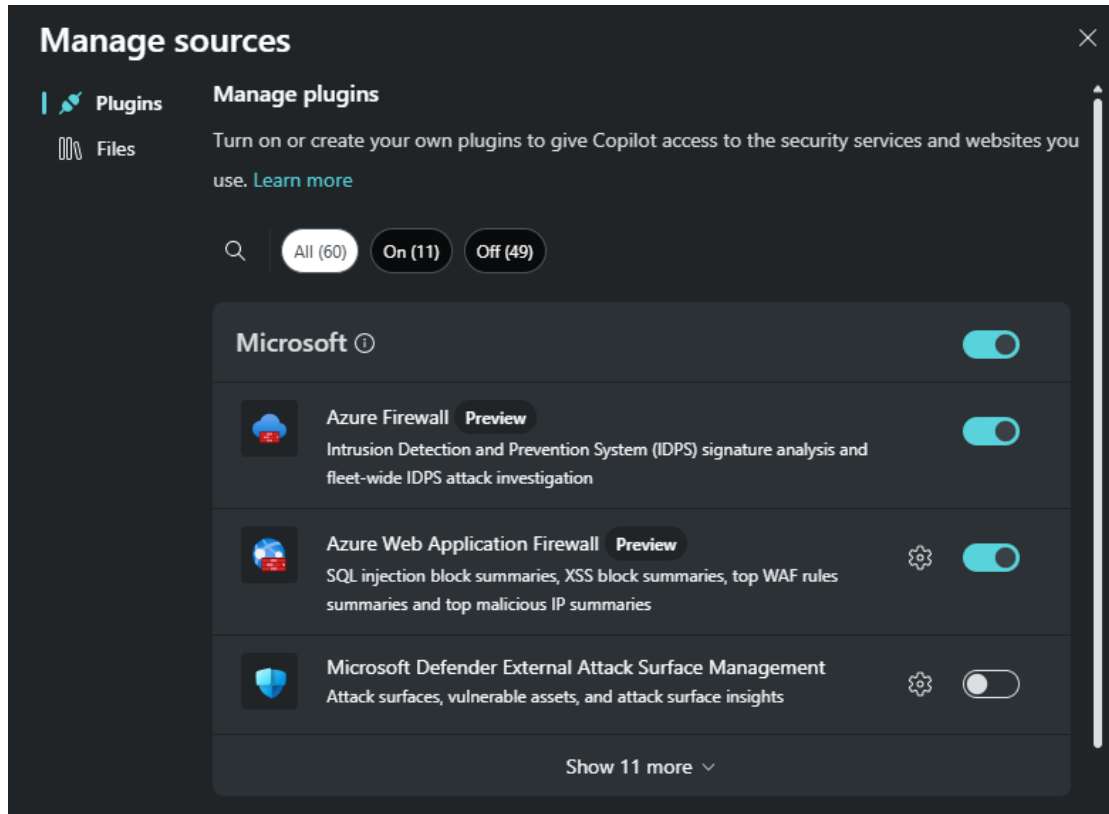 Manage sources
Plugins
Files
Manage plugins
Turn on or create your own plugins to give Copilot access to the security services and websites you
use. Learn more
All (60) On (11) Off (49)
Microsoft
Azure Firewall Preview
Intrusion Detection and Prevention System (IDPS) signature analysis and
fleet-wide IDPS attack investigation
Azure Web Application Firewall Preview
SQL injection block summaries, XSS block summaries, top WAF rules
summaries and top malicious IP summaries
Microsoft Defender External Attack Surface Management
Attack surfaces, vulnerable assets, and attack surface insights
Show 11 more